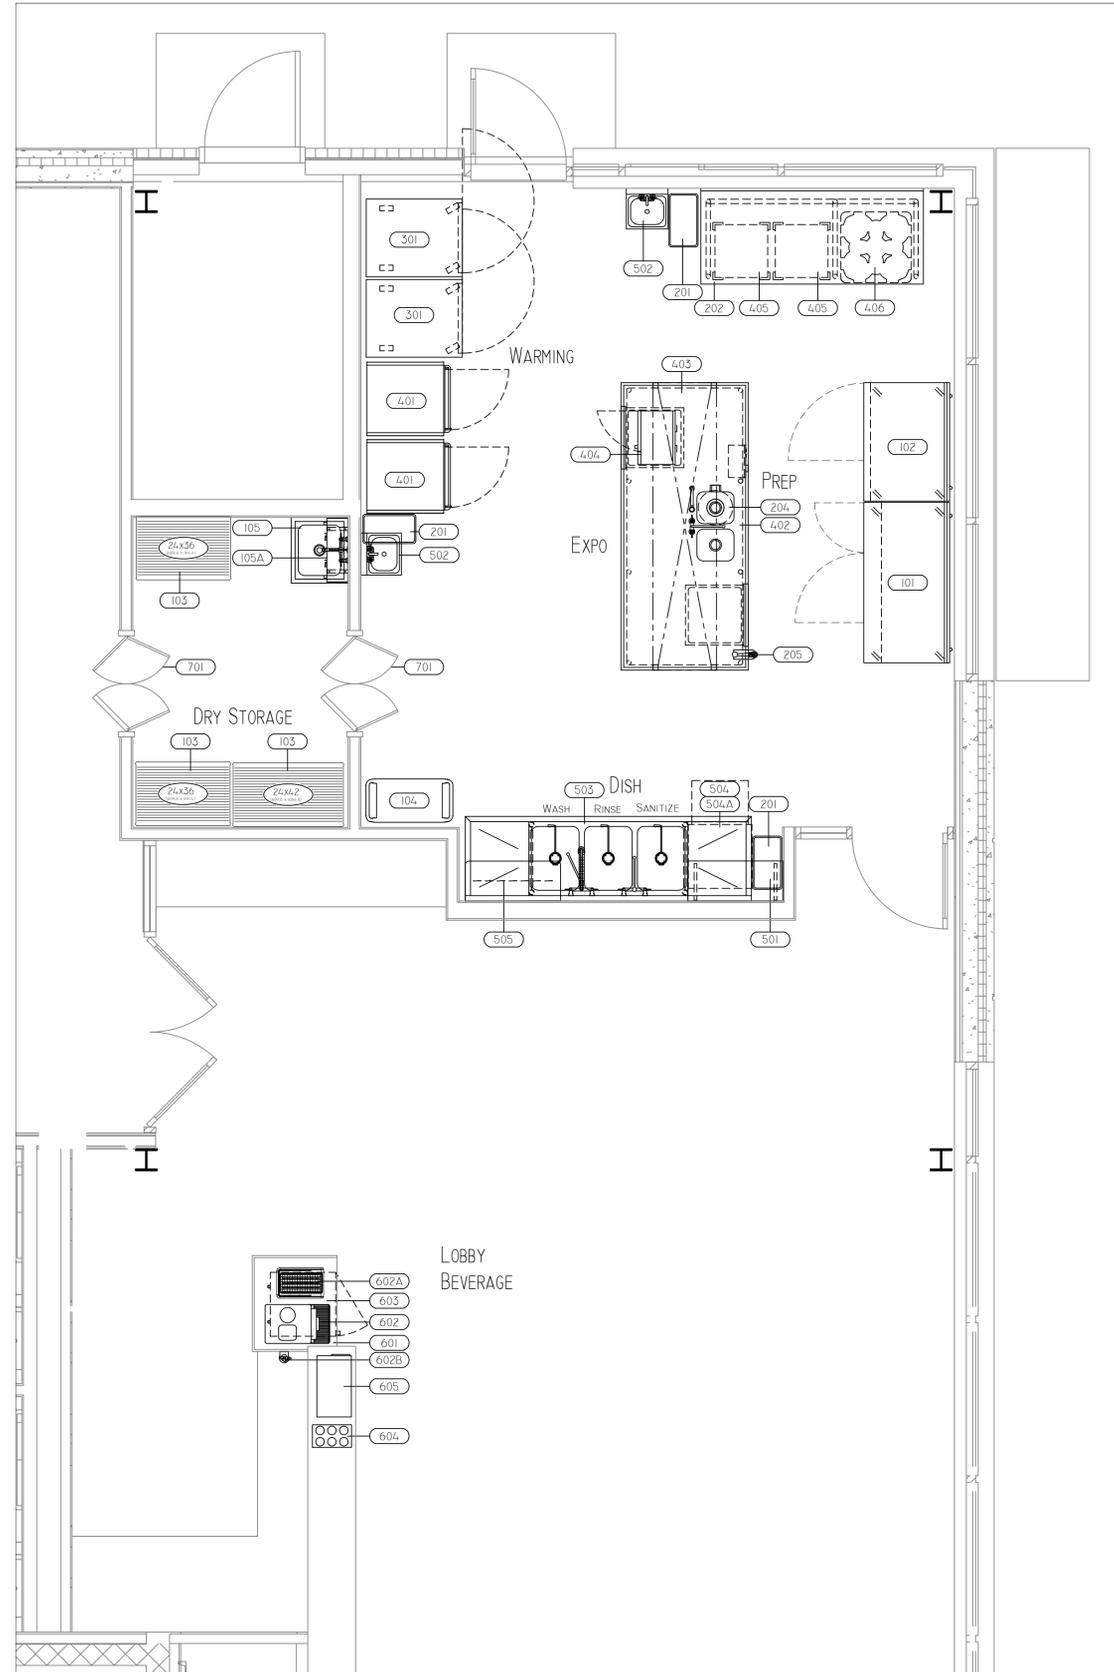 301
502
201
202
405
405
406
301
WARMING
403
401
404
102
PREP
401
204
402
EXPO
105
201
24x36
502
105A
101
103
205
701
701
DRY STORAGE
103
103
DISH
503
504
WASH
RINSE
SANITIZE
504A
201
24x36
24x42
104
505
501
LOBBY
BEVERAGE
602A
603
602
601
602B
605
604